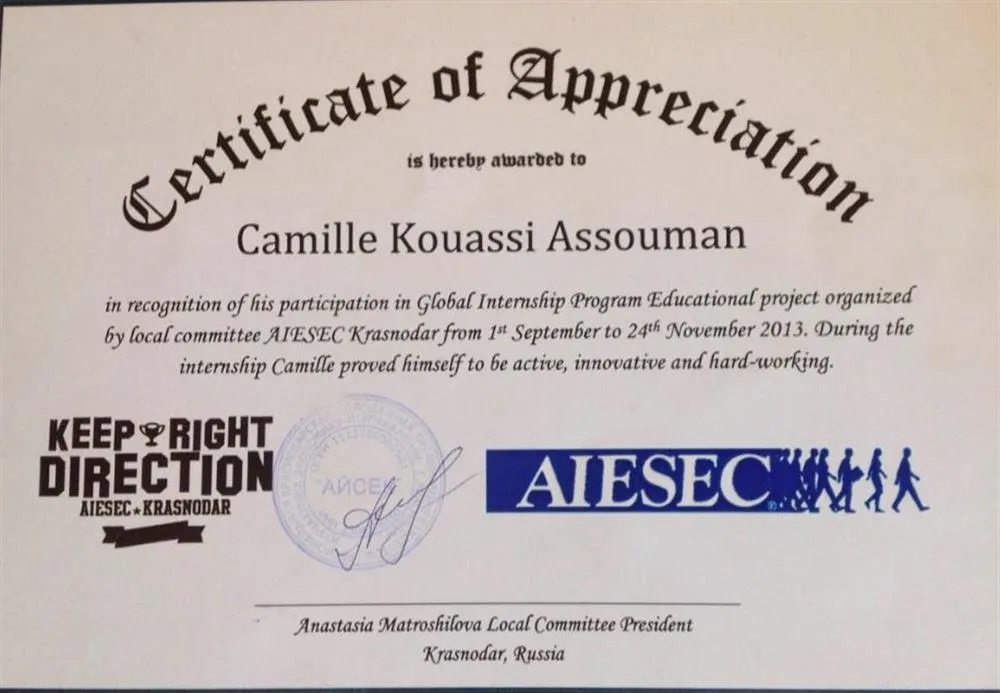 Certificate of Appreciation
is hereby awarded to
Camille Kouassi Assouman
in recognition of his participation in Global Internship Program Educational project organized
by local committee AIESEC Krasnodar from 1st September to 24th November 2013. During the
internship Camille proved himself to be active, innovative and hard-working.
KEEP RIGHT
DIRECTION
AIESEC★KRASNODAR
"АЙСЕК"
AIESEC®
Anastasia Matroshilova Local Committee President
Krasnodar, Russia